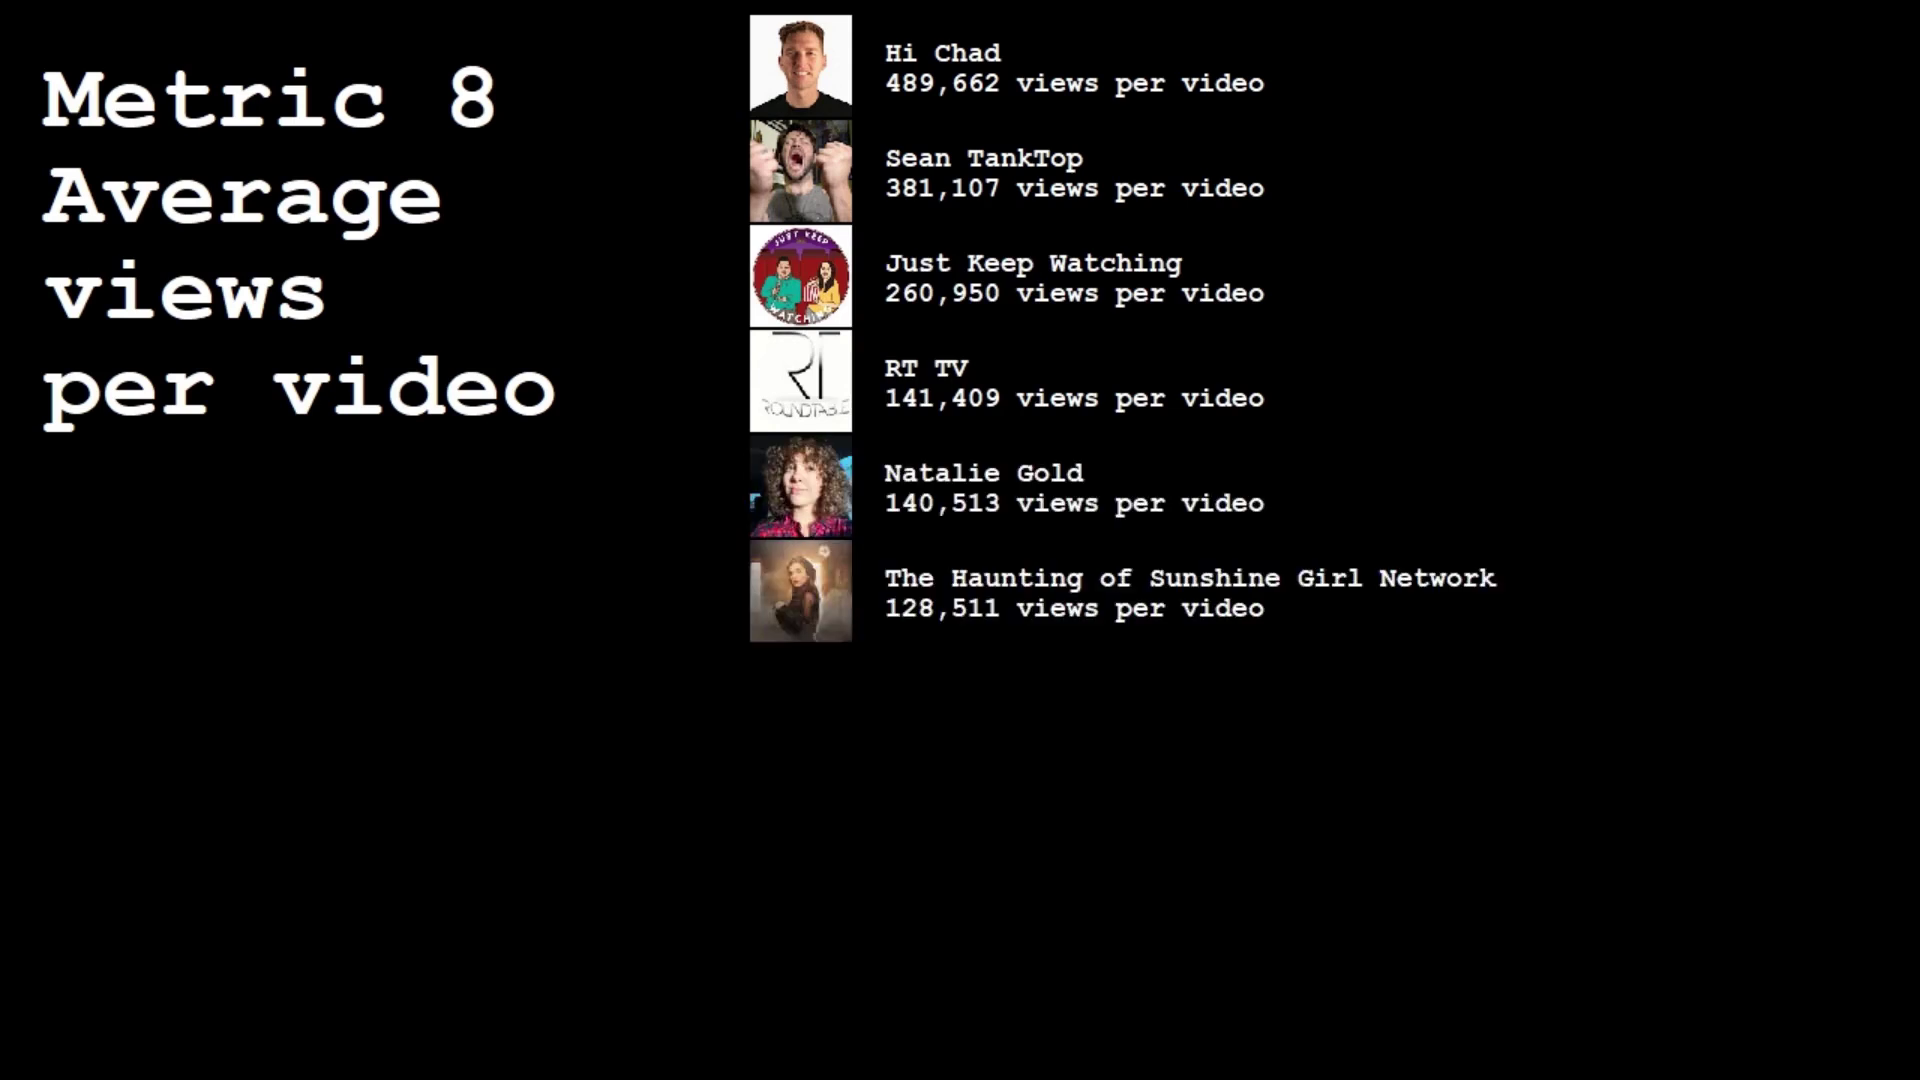 Metric 8
Average
views
per video
Hi Chad
489,662 views per video
Sean TankTop
381,107 views per video
JUST KEEP
WATCHING
Just Keep Watching
260,950 views per video
RT
ROUNDTABLE
RT TV
141,409 views per video
Natalie Gold
140,513 views per video
The Haunting of Sunshine Girl Network
128,511 views per video